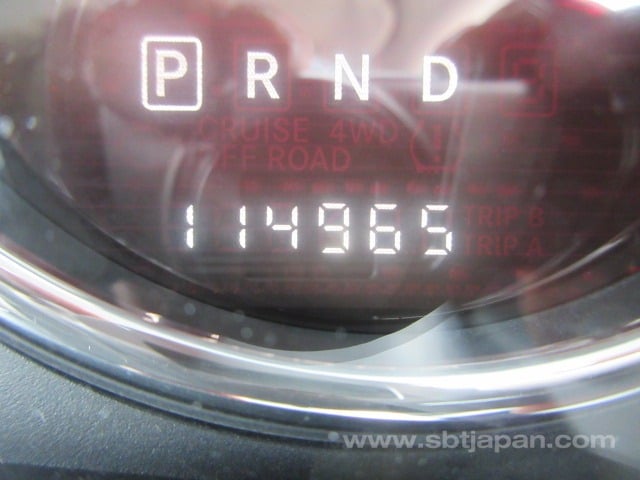 P R N D
CRUISE 4WD
OFF ROAD
114965
TRIP B
TRIP A
www.sbtjapan.com